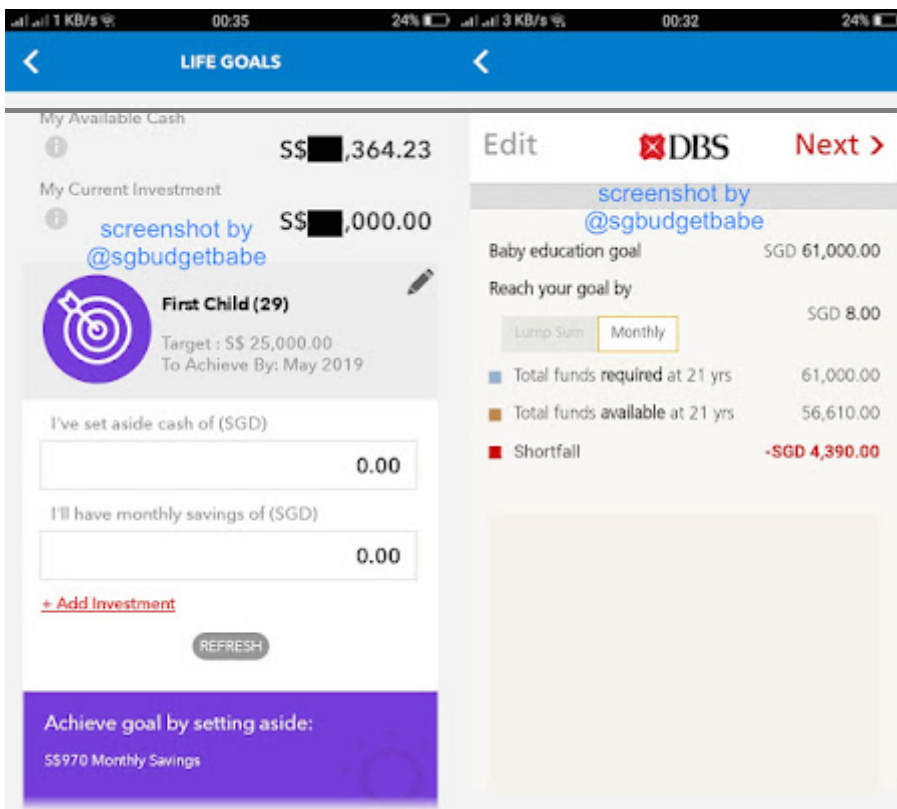 1 KB/s
00:35
24%
LIFE GOALS
My Available Cash
S$ ,364.23
My Current Investment
S$ ,000.00
screenshot by
@sgbudgetbabe
First Child (29)
Target : S$ 25,000.00
To Achieve By: May 2019
I've set aside cash of (SGD)
0.00
I'll have monthly savings of (SGD)
0.00
+ Add Investment
REFRESH
Achieve goal by setting aside:
S$970 Monthly Savings
3 KB/s
00:32
24%
Edit
DBS
Next >
screenshot by
@sgbudgetbabe
Baby education goal SGD 61,000.00
Reach your goal by
SGD 8.00
Lump Sum Monthly
Total funds required at 21 yrs 61,000.00
Total funds available at 21 yrs 56,610.00
Shortfall -SGD 4,390.00